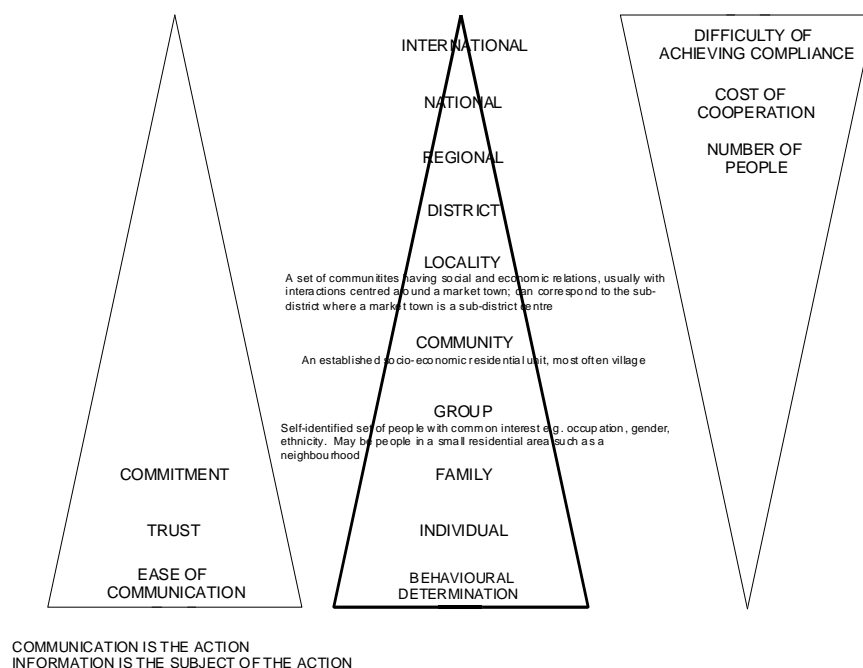 INTERNATIONAL
NATIONAL
REGIONAL
DISTRICT
LOCALITY
A set of communitites having social and economic relations, usually with
interactions centred around a market town; can correspond to the sub-
district where a market town is a sub-district centre
COMMUNITY
An established socio-economic residential unit, most often village
GROUP
Self-identified set of people with common interest e.g. occupation, gender,
ethnicity. May be people in a small residential area such as a
neighbourhood
FAMILY
INDIVIDUAL
BEHAVIOURAL
DETERMINATION
COMMITMENT
TRUST
EASE OF
COMMUNICATION
DIFFICULTY OF
ACHIEVING COMPLIANCE
COST OF
COOPERATION
NUMBER OF
PEOPLE
COMMUNICATION IS THE ACTION
INFORMATION IS THE SUBJECT OF THE ACTION